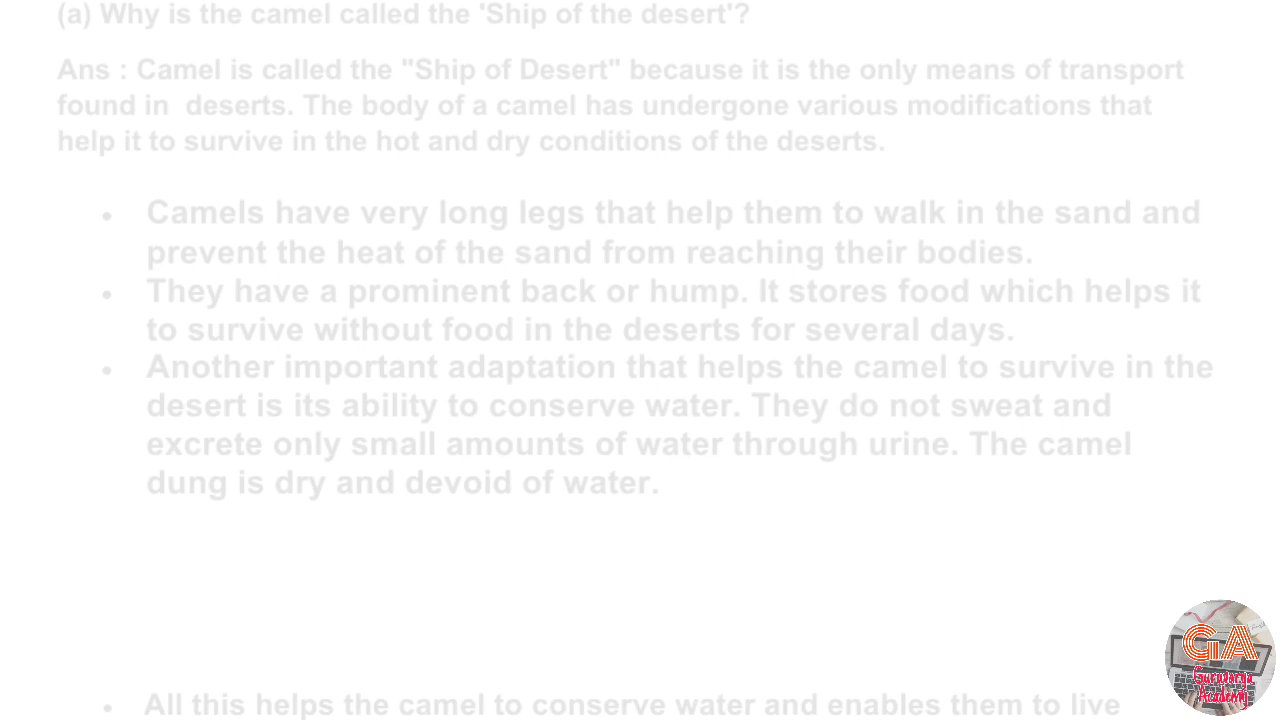 (a) Why is the camel called the 'Ship of the desert'?
Ans : Camel is called the "Ship of Desert" because it is the only means of transport
found in deserts. The body of a camel has undergone various modifications that
help it to survive in the hot and dry conditions of the deserts.
• Camels have very long legs that help them to walk in the sand and
prevent the heat of the sand from reaching their bodies.
• They have a prominent back or hump. It stores food which helps it
to survive without food in the deserts for several days.
• Another important adaptation that helps the camel to survive in the
desert is its ability to conserve water. They do not sweat and
excrete only small amounts of water through urine. The camel
dung is dry and devoid of water.
• All this helps the camel to conserve water and enables them to live
GA
Academy